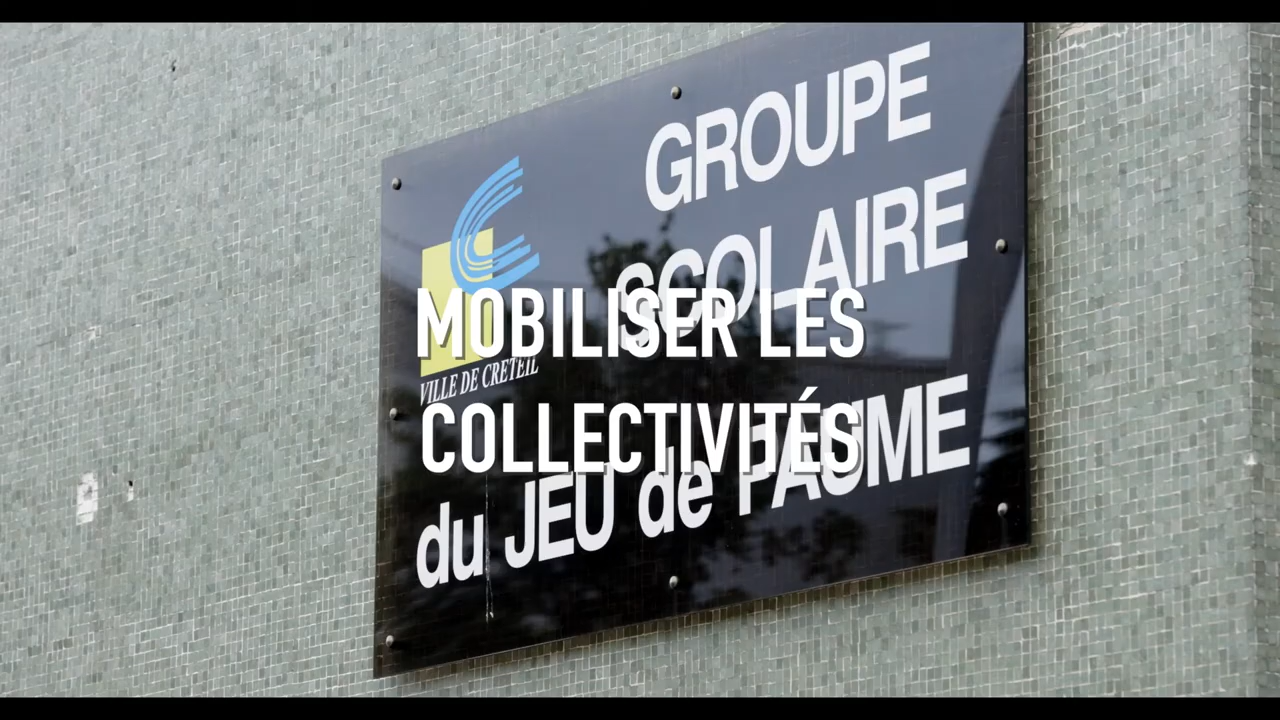 GROUPE
SCOLAIRE
VILLE DE CRETEIL
du JEU de PAUME
MOBILISER LES
COLLECTIVITÉS